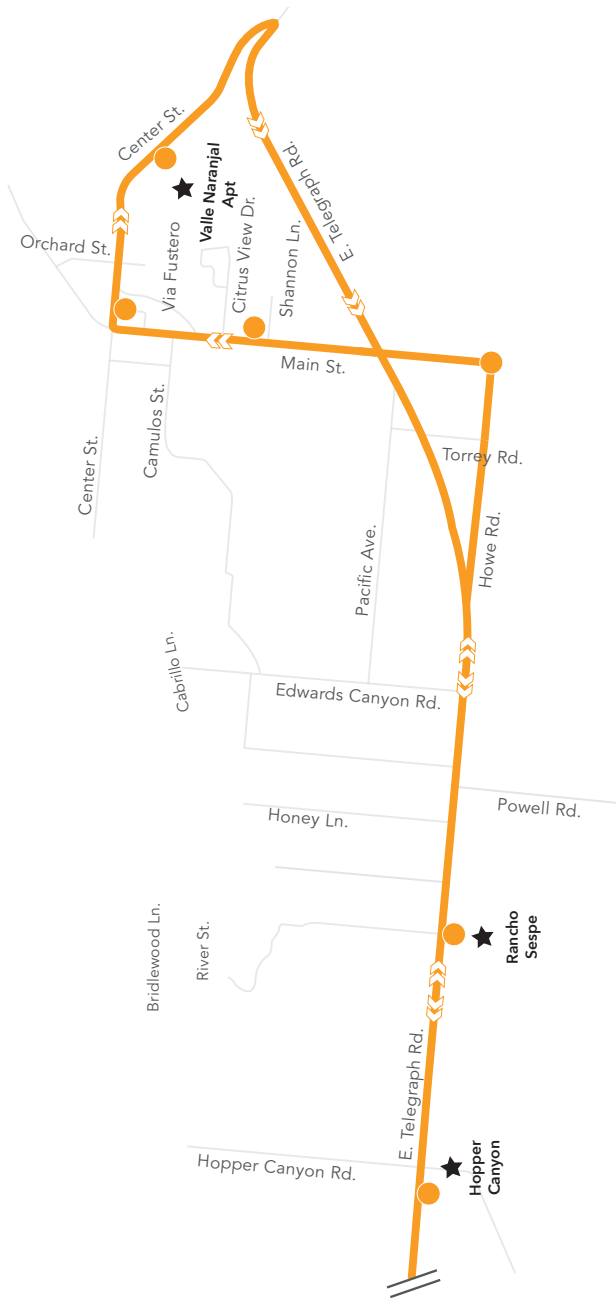 Center St.
E. Telegraph Rd.
Valle Naranjal
Apt
Orchard St.
Via Fustero
Citrus View Dr.
Shannon Ln.
Main St.
Center St.
Camulos St.
Torrey Rd.
Pacific Ave.
Howe Rd.
Cabrillo Ln.
Edwards Canyon Rd.
Powell Rd.
Honey Ln.
Bridlewood Ln.
River St.
Rancho
Sespe
E. Telegraph Rd.
Hopper Canyon Rd.
Hopper
Canyon